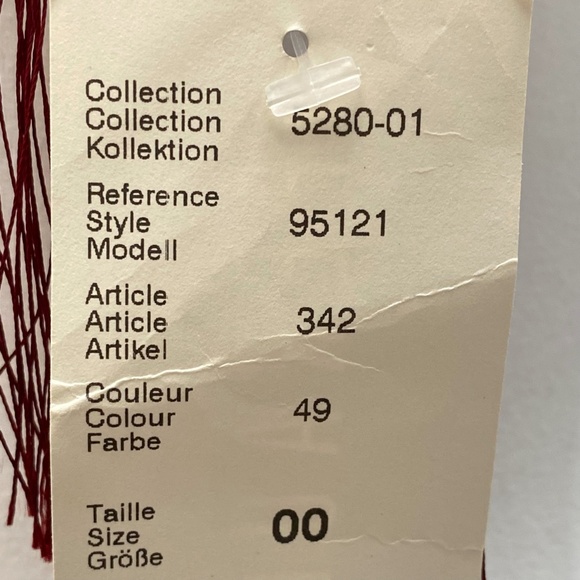 Collection
Collection 5280-01
Kollektion
Reference
Style 95121
Modell
Article
Article 342
Artikel
Couleur
Colour 49
Farbe
Taille
Size 00
Größe